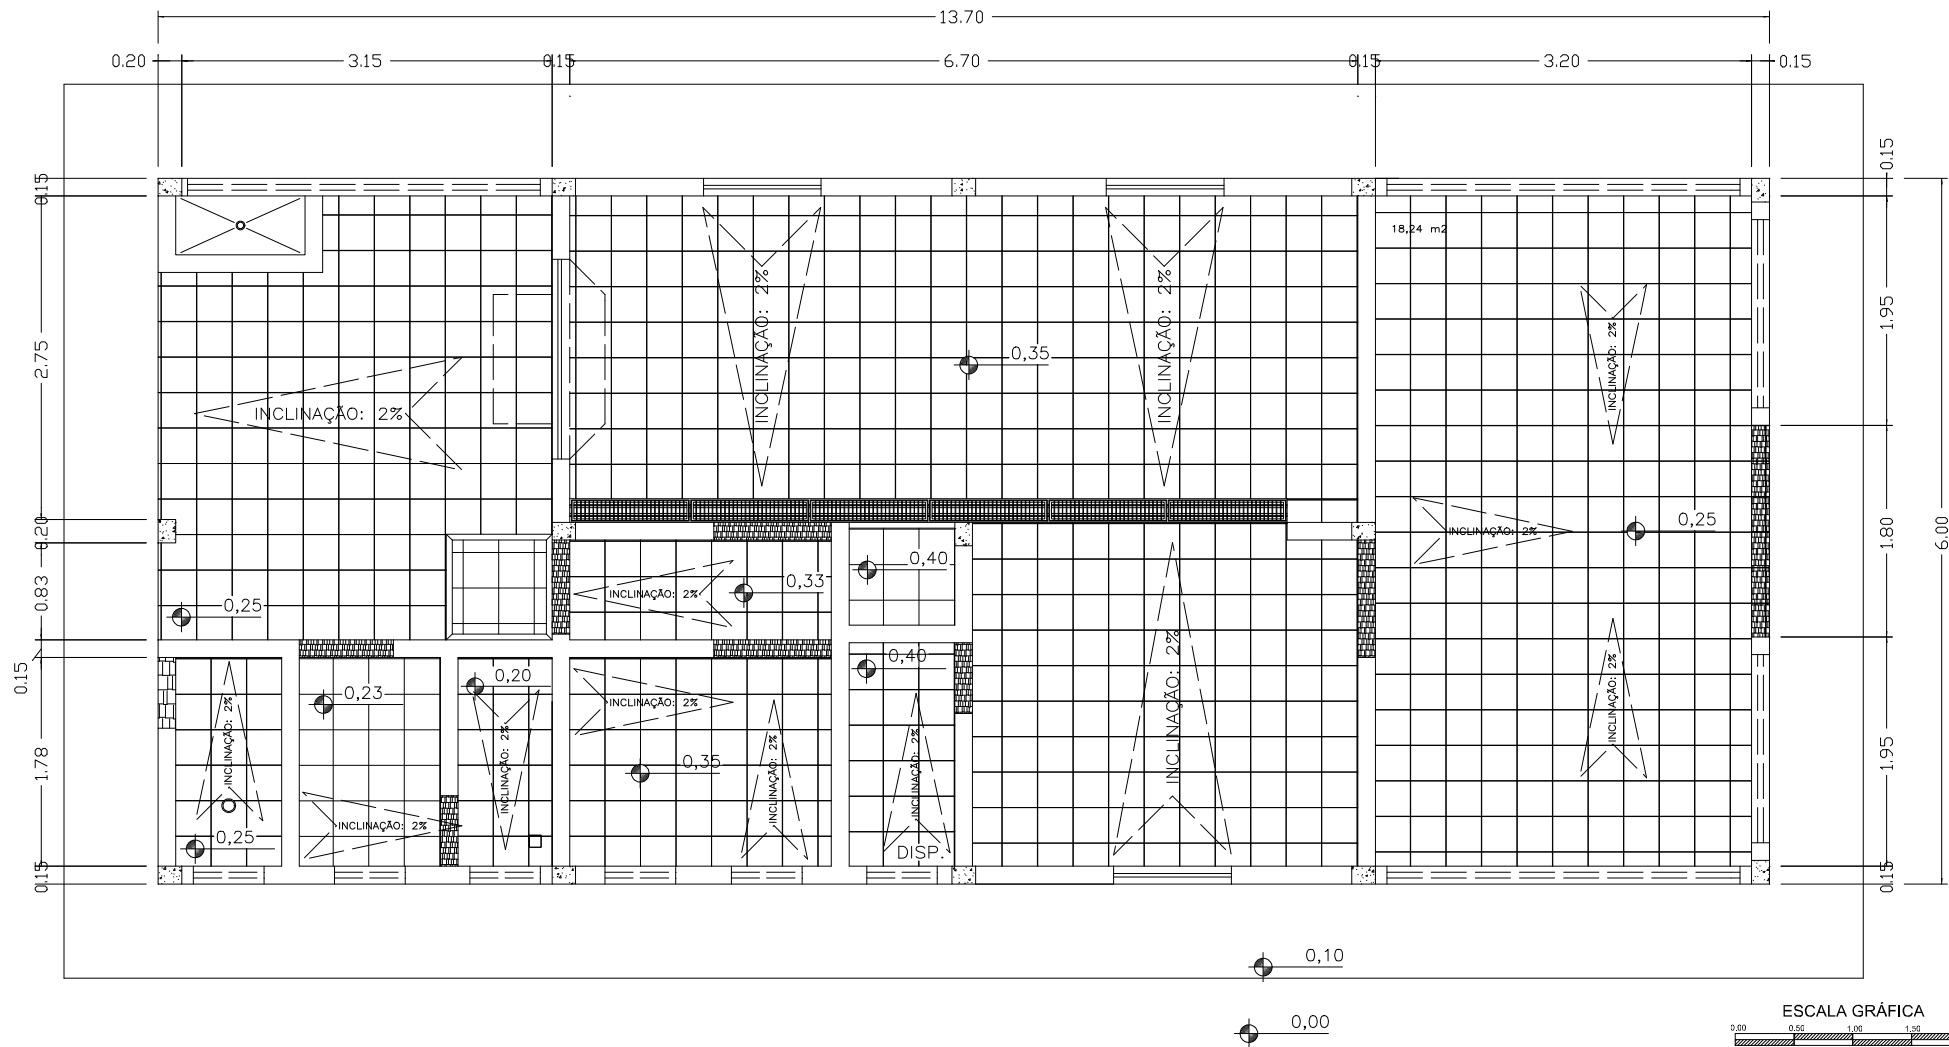 13.70
0.20
3.15
0.15
6.70
0.15
3.20
0.15
0.15
0.15
18,24 m2
INCLINAÇÃO: 2%
INCLINAÇÃO: 2%
INCLINAÇÃO: 2%
1.95
0,35
2.75
INCLINAÇÃO: 2%
0.20
0,25
INCLINAÇÃO: 2%
1.80
6.00
0,40
0,33
INCLINAÇÃO: 2%
0.83
0,25
0.15
0,40
0,20
0,23
INCLINAÇÃO: 2%
INCLINAÇÃO: 2%
INCLINAÇÃO: 2%
INCLINAÇÃO: 2%
INCLINAÇÃO: 2%
1.78
0,35
INCLINAÇÃO: 2%
INCLINAÇÃO: 2%
INCLINAÇÃO: 2%
1.95
INCLINAÇÃO: 2%
0,25
DISP.
0.15
0.15
0,10
0,00
ESCALA GRÁFICA
0.00 0.50 1.00 1.50